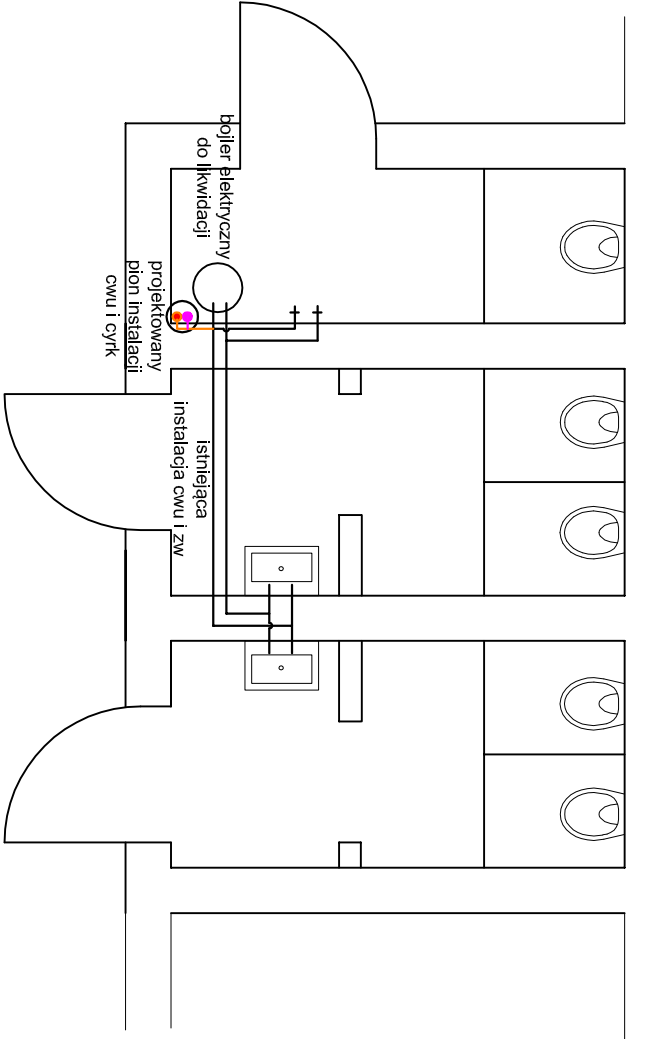 bojler elektryczny
do likwidacji
projektowany
pion instalacji
cwu i cyrk
istniejąca
instalacja cwu i zw